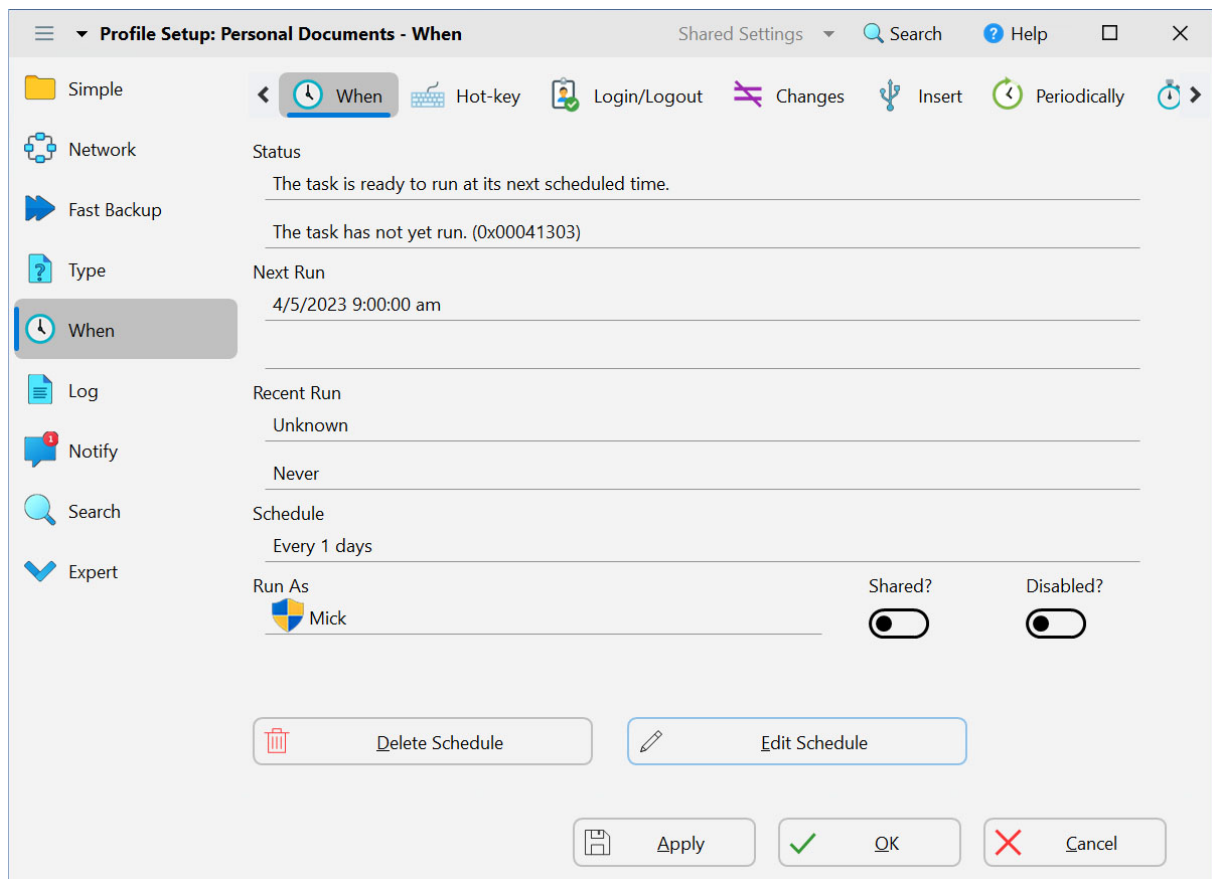 Profile Setup: Personal Documents - When
Shared Settings
Search
Help
Simple
Network
Fast Backup
Type
When
Log
Notify
1
Search
Expert
When
Hot-key
Login/Logout
Changes
Insert
Periodically
Status
The task is ready to run at its next scheduled time.
The task has not yet run. (0x00041303)
Next Run
4/5/2023 9:00:00 am
Recent Run
Unknown
Never
Schedule
Every 1 days
Run As
Mick
Shared?
Disabled?
Delete Schedule
Edit Schedule
Apply
OK
Cancel